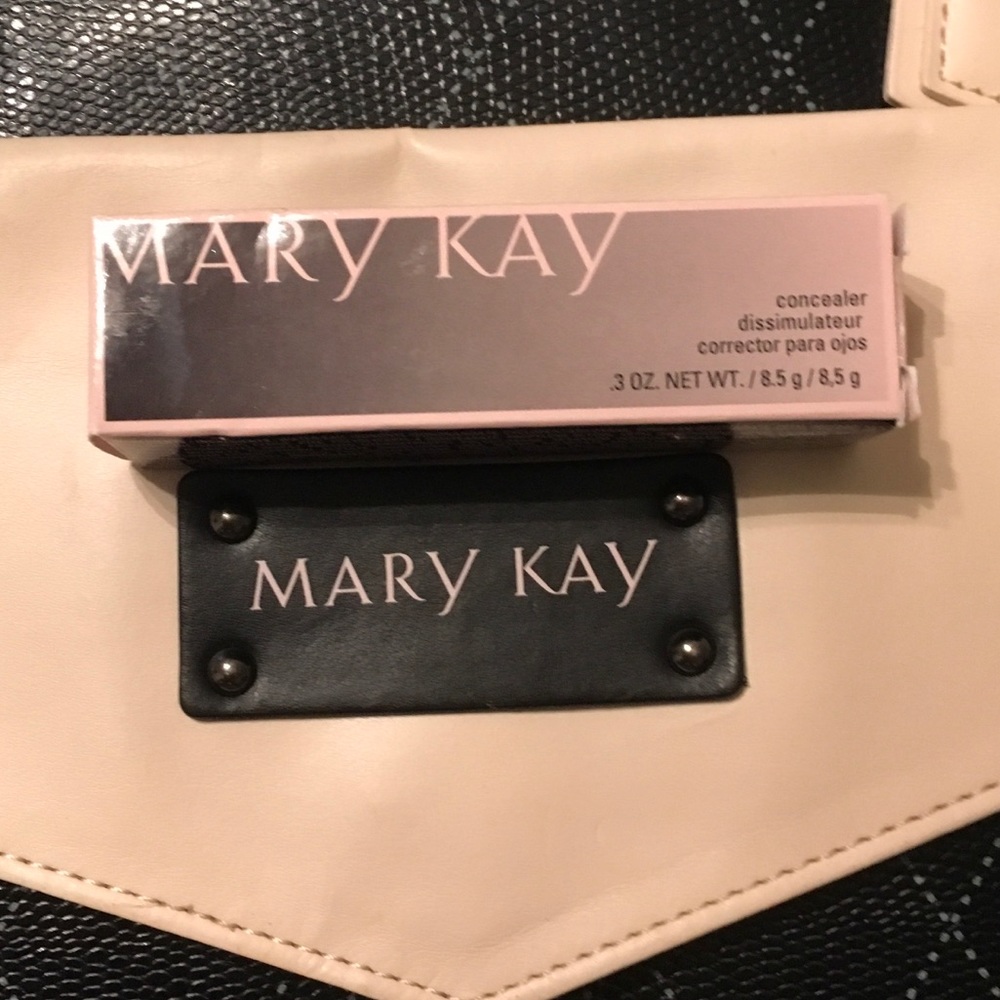 MARY KAY
concealer
dissimulateur
corrector para ojos
.3 OZ. NET WT. / 8.5 g / 8,5 g
MARY KAY